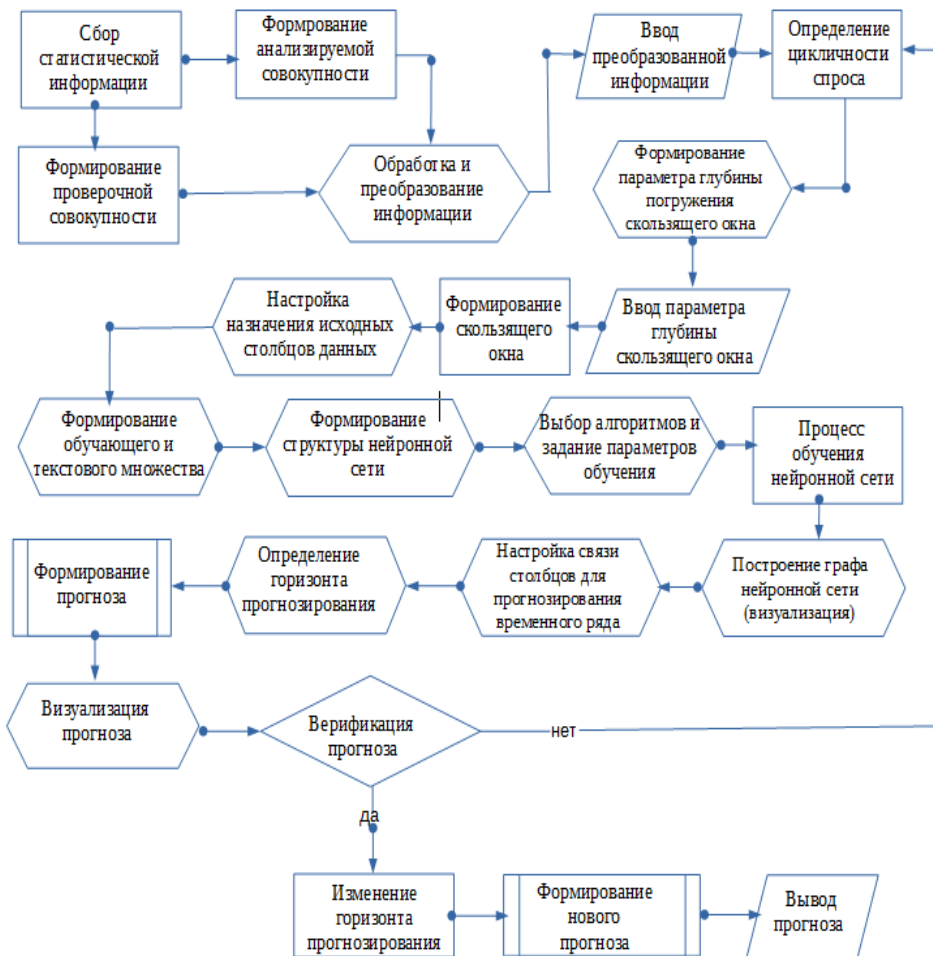 Сбор
статистической
информации
Формирование
анализируемой
совокупности
Ввод
преобразованной
информации
Определение
цикличности
спроса
Формирование
проверочной
совокупности
Обработка и
преобразование
информации
Формирование
параметра глубины
погружения
скользящего окна
Настройка
назначения исходных
столбцов данных
Формирование
скользящего
окна
Ввод параметра
глубины
скользящего окна
Формирование
обучающего и
текстового множества
Формирование
структуры нейронной
сети
Выбор алгоритмов и
задание параметров
обучения
Процесс
обучения
нейронной сети
Формирование
прогноза
Определение
горизонта
прогнозирования
Настройка связи
столбцов для
прогнозирования
временного ряда
Построение графа
нейронной сети
(визуализация)
Визуализация
прогноза
Верификация
прогноза
нет
да
Изменение
горизонта
прогнозирования
Формирование
нового
прогноза
Вывод
прогноза